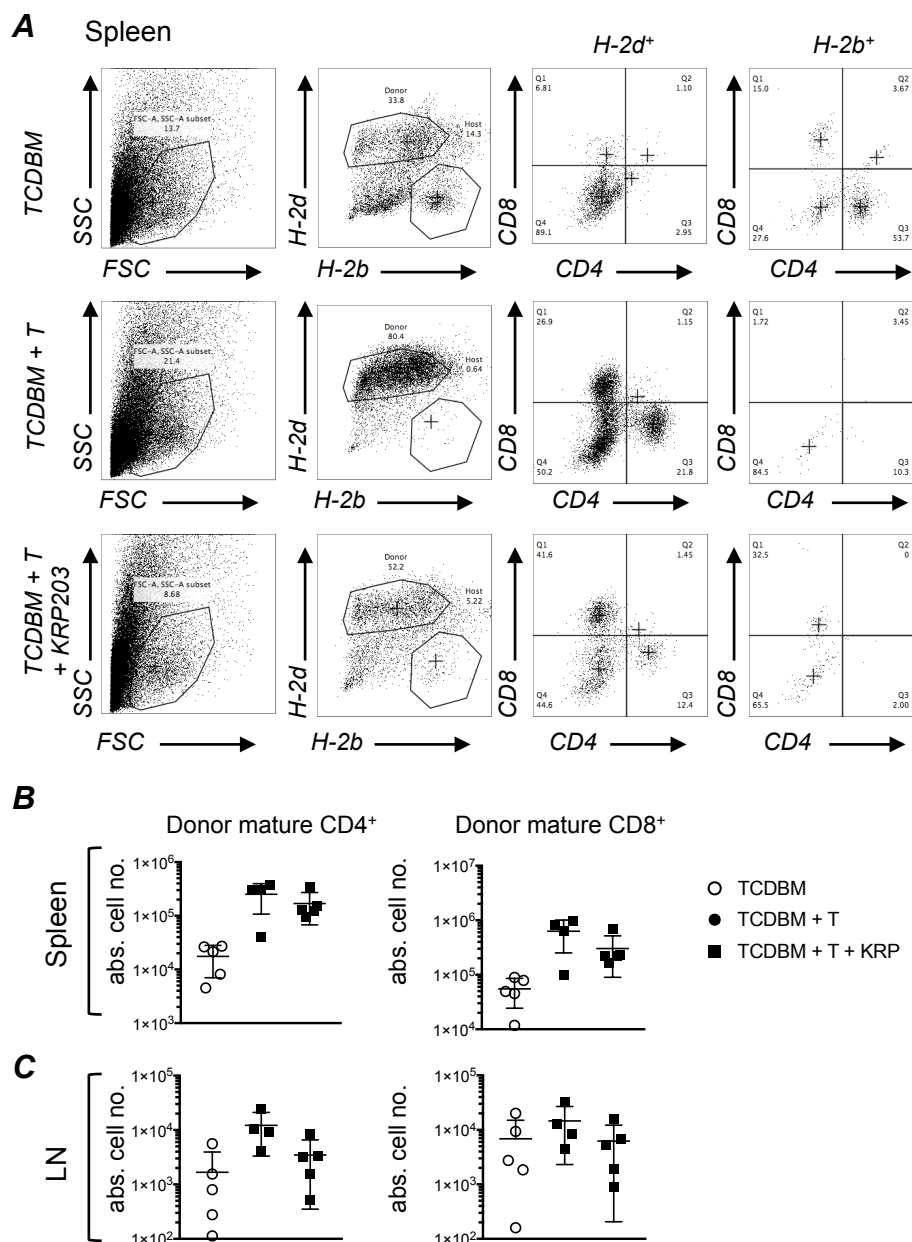 A Spleen
H-2d+ H-2b+
TCDBM
SSC
FSC-A, SSC-A subset
13.7
FSC
H-2d
Donor
33.8
Host
14.3
H-2b
CD8
Q1
6.81
Q2
1.10
Q4
89.1
Q3
2.95
CD4
CD8
Q1
15.0
Q2
3.67
Q4
27.6
Q3
53.7
CD4
TCDBM + T
SSC
FSC-A, SSC-A subset
21.4
FSC
H-2d
Donor
80.4
Host
0.64
H-2b
CD8
Q1
26.9
Q2
1.15
Q4
50.2
Q3
21.8
CD4
CD8
Q1
1.72
Q2
3.45
Q4
84.5
Q3
10.3
CD4
TCDBM + T
+ KRP203
SSC
FSC-A, SSC-A subset
8.68
FSC
H-2d
Donor
52.2
Host
5.22
H-2b
CD8
Q1
41.6
Q2
1.45
Q4
44.6
Q3
12.4
CD4
CD8
Q1
32.5
Q2
0
Q4
65.5
Q3
2.00
CD4
B
Donor mature CD4+ Donor mature CD8+
Spleen
abs. cell no.
1×10^6
1×10^5
1×10^4
1×10^3
abs. cell no.
1×10^7
1×10^6
1×10^5
1×10^4
TCDBM
TCDBM + T
TCDBM + T + KRP
C
LN
abs. cell no.
1×10^5
1×10^4
1×10^3
1×10^2
abs. cell no.
1×10^5
1×10^4
1×10^3
1×10^2